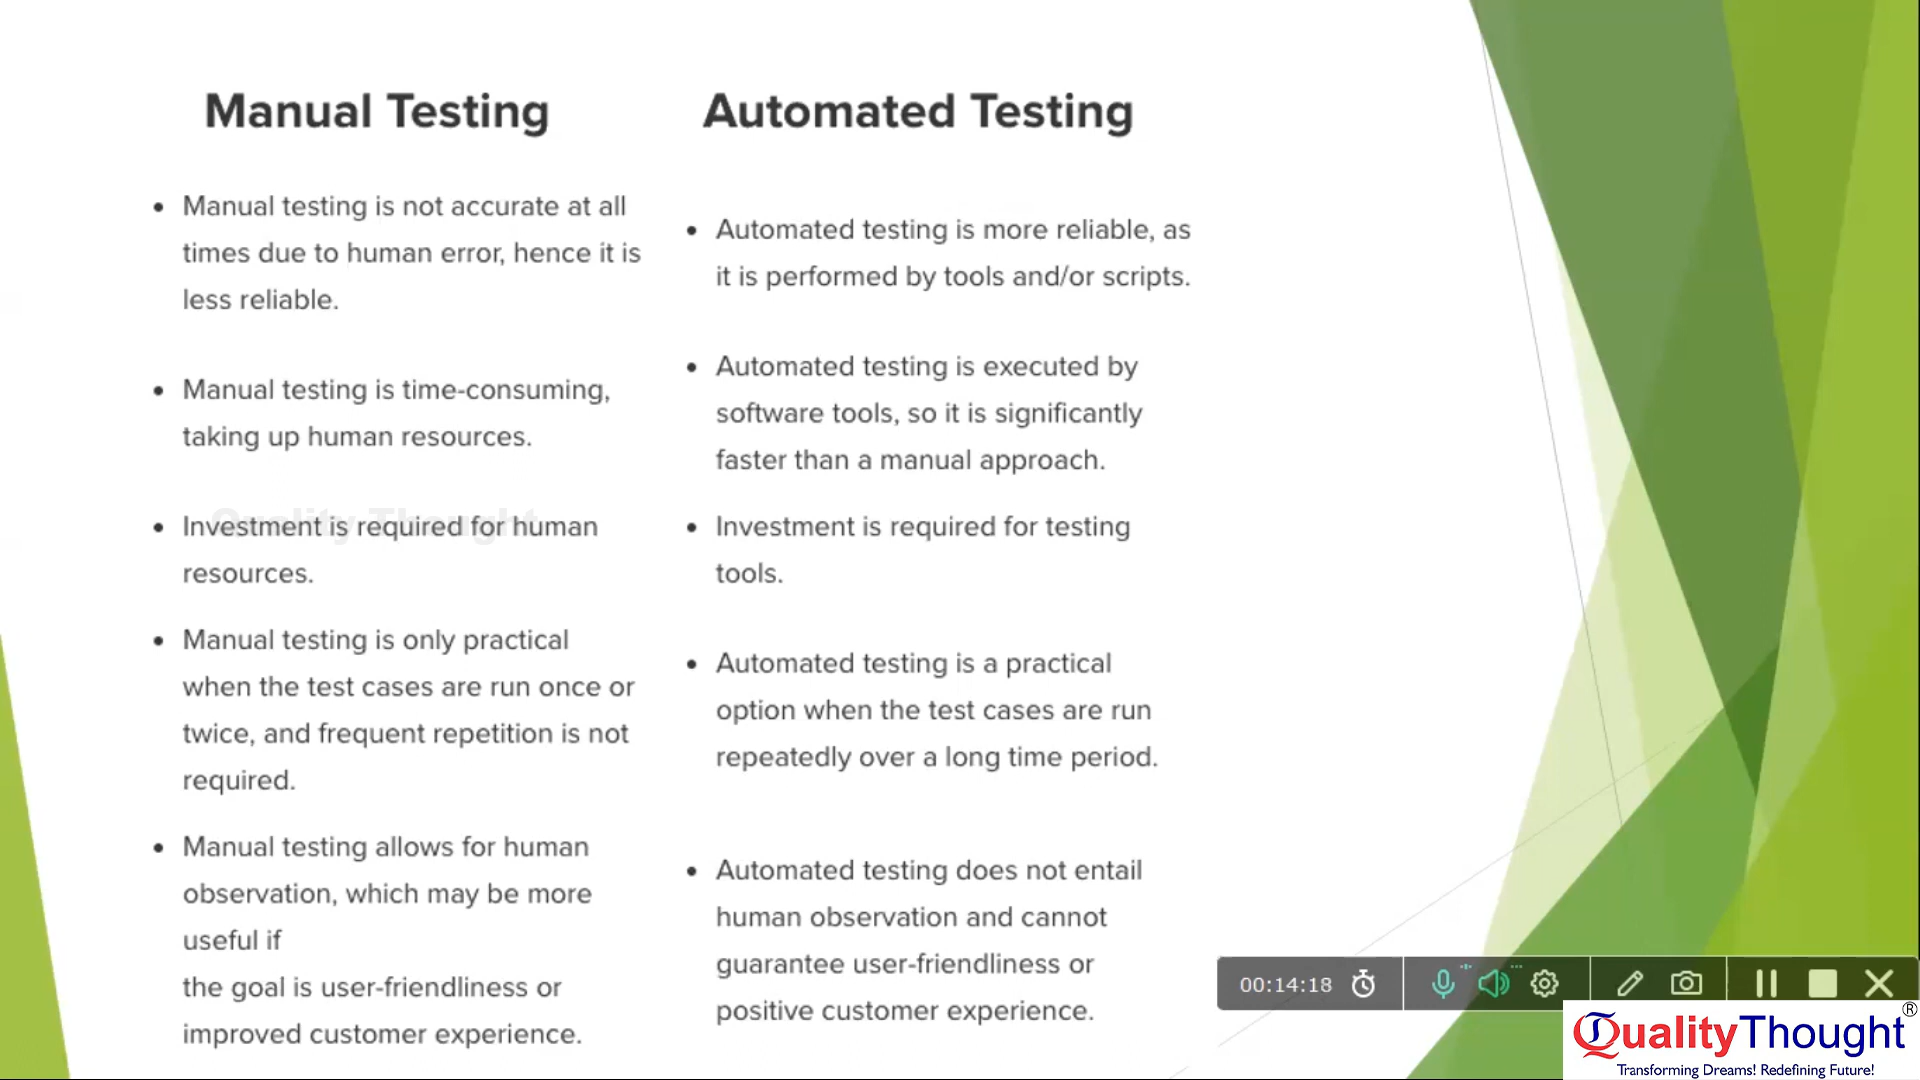 Manual Testing
Manual testing is not accurate at all
times due to human error, hence it is
less reliable.
Manual testing is time-consuming,
taking up human resources.
Quality Thought
Investment is required for human
resources.
Manual testing is only practical
when the test cases are run once or
twice, and frequent repetition is not
required.
Manual testing allows for human
observation, which may be more
useful if
the goal is user-friendliness or
improved customer experience.
Automated Testing
Automated testing is more reliable, as
it is performed by tools and/or scripts.
Automated testing is executed by
software tools, so it is significantly
faster than a manual approach.
Investment is required for testing
tools.
Automated testing is a practical
option when the test cases are run
repeatedly over a long time period.
Automated testing does not entail
human observation and cannot
guarantee user-friendliness or
positive customer experience.
00:14:18
QualityThought®
Transforming Dreams! Redefining Future!